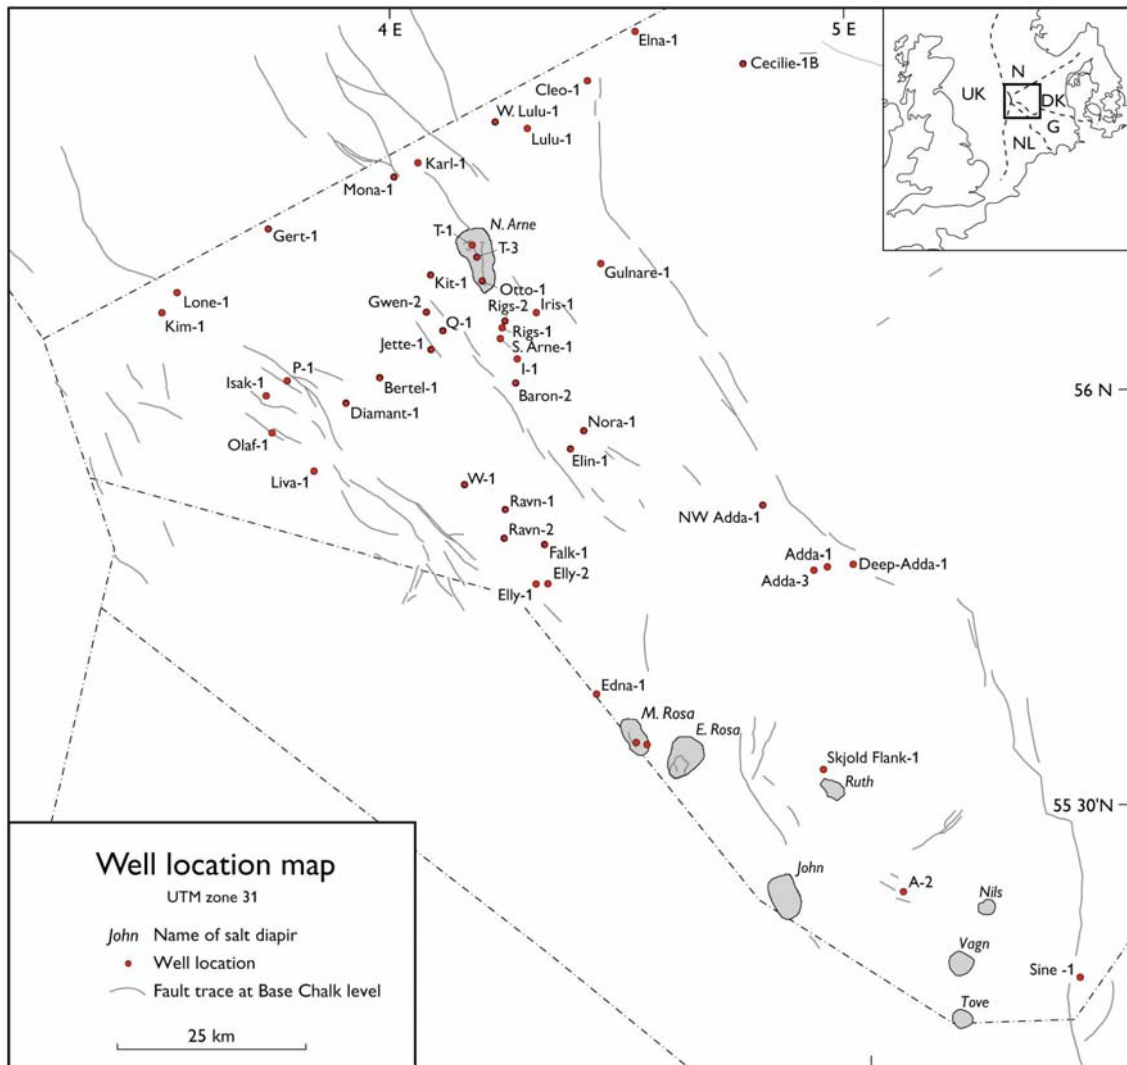 4 E
5 E
Elna-1
Cecilie-1B
Cleo-1
W. Lulu-1
Lulu-1
Karl-1
Mona-1
N. Arne
T-1
T-3
Gert-1
Gulnare-1
Kit-1
Otto-1
Lone-1
Kim-1
Gwen-2
Rigs-2
Iris-1
Q-1
Rigs-1
S. Arne-1
Jette-1
I-1
P-1
Isak-1
Bertel-1
Baron-2
Diamant-1
56 N
Nora-1
Olaf-1
Elin-1
Liva-1
W-1
Ravn-1
NW Adda-1
Ravn-2
Falk-1
Adda-1
Deep-Adda-1
Adda-3
Elly-2
Elly-1
Edna-1
M. Rosa
E. Rosa
Skjold Flank-1
Ruth
55 30'N
John
A-2
Nils
Vagn
Sine -1
Tove
N
UK
DK
G
NL
Well location map
UTM zone 31
John Name of salt diapir
Well location
Fault trace at Base Chalk level
25 km